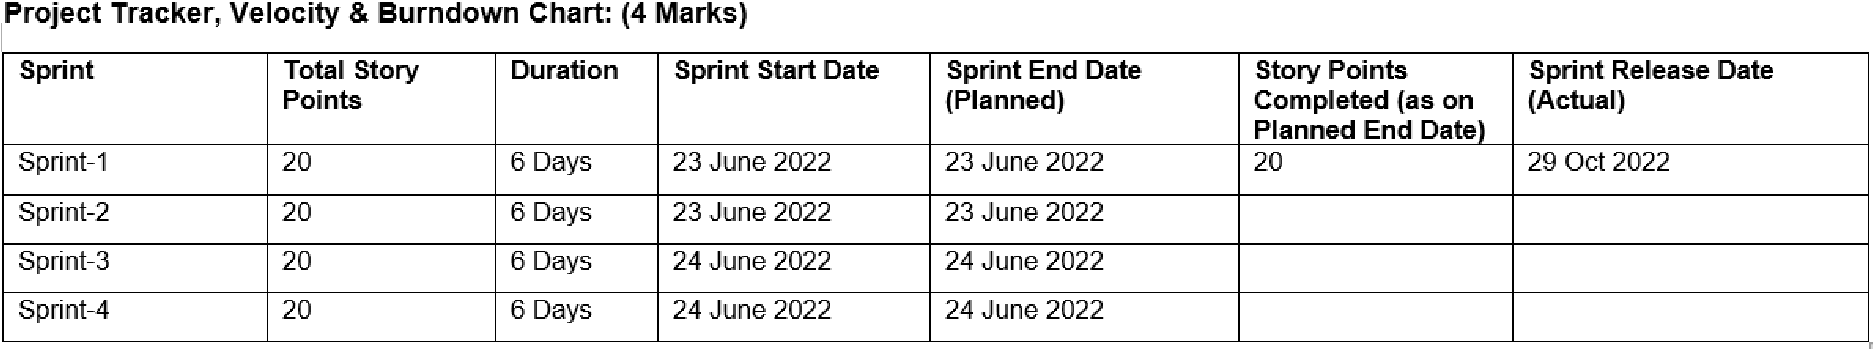 Project Tracker, Velocity & Burndown Chart: (4 Marks)
Sprint Total Story Points Duration Sprint Start Date Sprint End Date (Planned) Story Points Completed (as on Planned End Date) Sprint Release Date (Actual)
Sprint-1 20 6 Days 23 June 2022 23 June 2022 20 29 Oct 2022
Sprint-2 20 6 Days 23 June 2022 23 June 2022
Sprint-3 20 6 Days 24 June 2022 24 June 2022
Sprint-4 20 6 Days 24 June 2022 24 June 2022